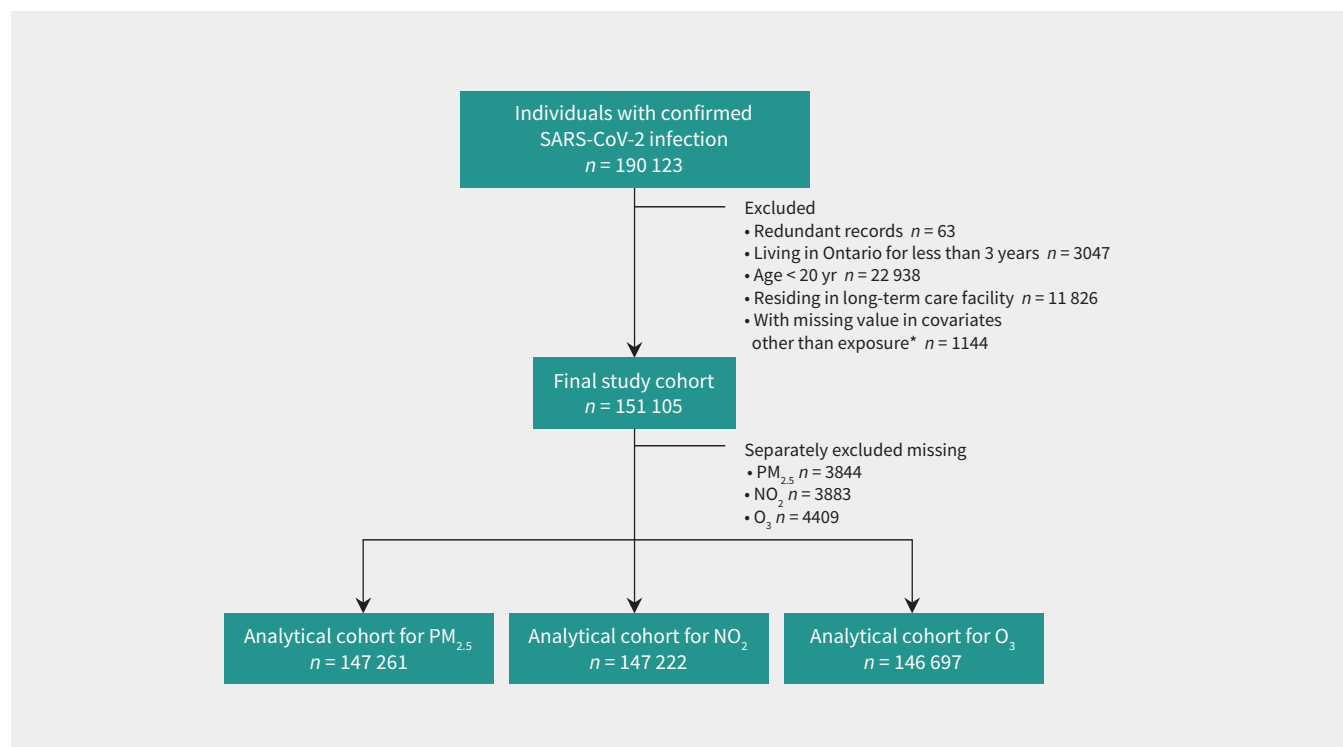 Individuals with confirmed
SARS-CoV-2 infection
n = 190 123
Excluded
• Redundant records n = 63
• Living in Ontario for less than 3 years n = 3047
• Age < 20 yr n = 22 938
• Residing in long-term care facility n = 11 826
• With missing value in covariates
other than exposure* n = 1144
Final study cohort
n = 151 105
Separately excluded missing
• PM2.5 n = 3844
• NO2 n = 3883
• O3 n = 4409
Analytical cohort for PM2.5
n = 147 261
Analytical cohort for NO2
n = 147 222
Analytical cohort for O3
n = 146 697